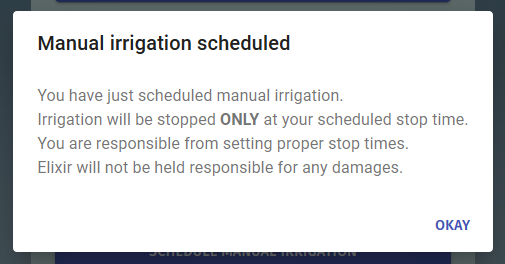 Manual irrigation scheduled
You have just scheduled manual irrigation.
Irrigation will be stopped ONLY at your scheduled stop time.
You are responsible from setting proper stop times.
Elixir will not be held responsible for any damages.
OKAY
SCHEDULE MANUAL IRRIGATION